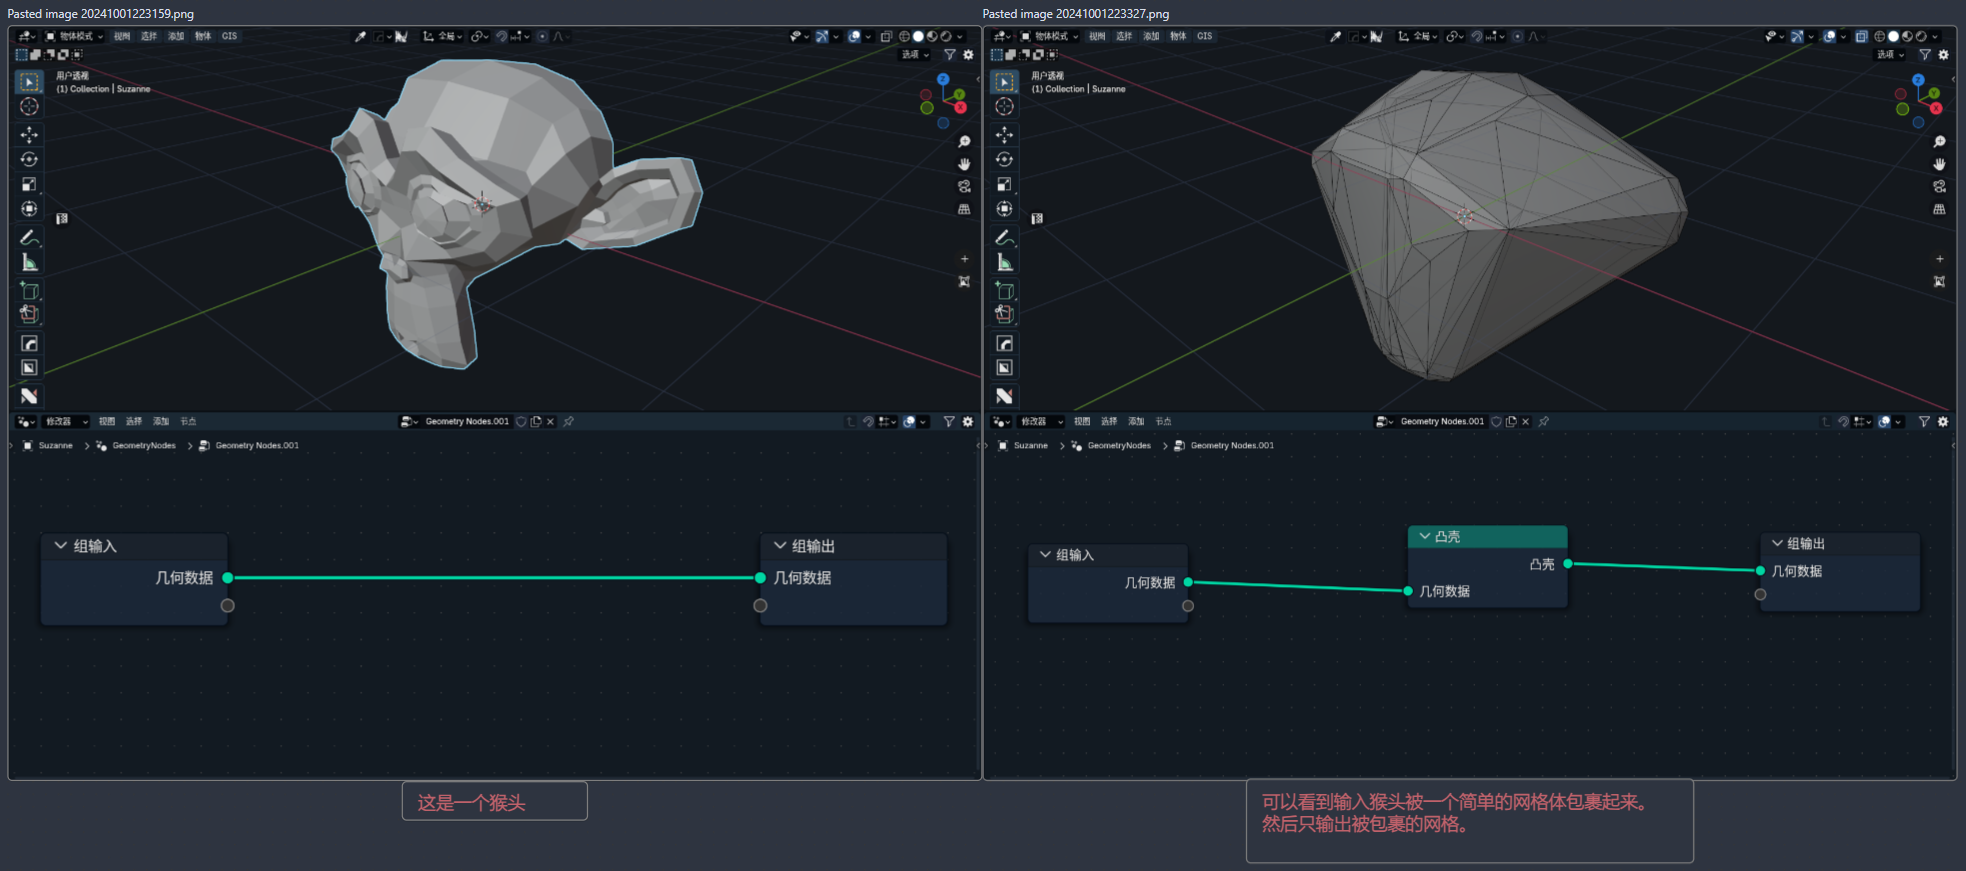 Pasted image 20241001223159.png
物体模式 视图 选择 添加 物体 GIS
全局
选项
用户透视
(1) Collection | Suzanne
Z
Y
X
修改器 视图 选择 添加 节点
Geometry Nodes.001
Suzanne > GeometryNodes > Geometry Nodes.001
组输入
几何数据
组输出
几何数据
这是一个猴头
Pasted image 20241001223327.png
物体模式 视图 选择 添加 物体 GIS
全局
选项
用户透视
(1) Collection | Suzanne
Z
Y
X
修改器 视图 选择 添加 节点
Geometry Nodes.001
Suzanne > GeometryNodes > Geometry Nodes.001
组输入
几何数据
凸壳
凸壳
几何数据
组输出
几何数据
可以看到输入猴头被一个简单的网格体包裹起来。
然后只输出被包裹的网格。